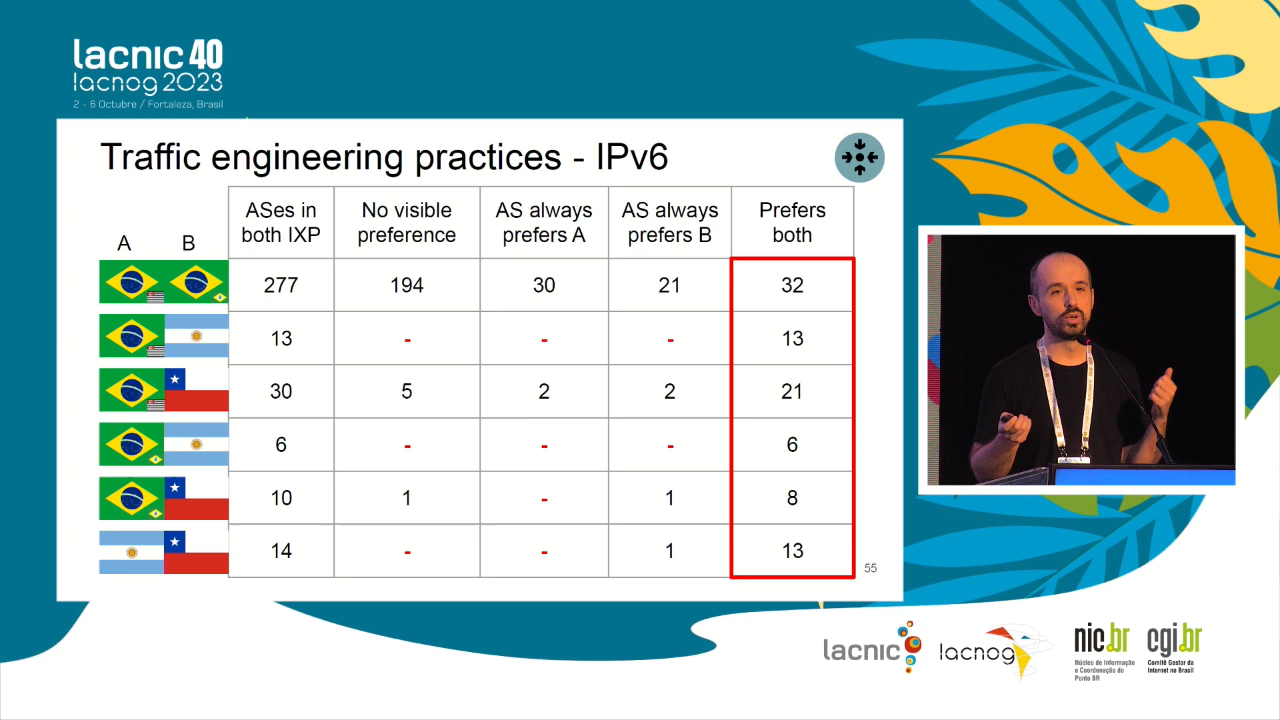 lacnic 40
lacnog 2023
2 - 6 Octubre / Fortaleza, Brasil
Traffic engineering practices - IPv6
A B
ASes in both IXP
No visible preference
AS always prefers A
AS always prefers B
Prefers both
277 194 30 21 32
13 - - - 13
30 5 2 2 21
6 - - - 6
10 1 - 1 8
14 - - 1 13
55
lacnic
lacnog
nic.br
Núcleo de Informação
e Coordenação do
Ponto BR
cgi.br
Comitê Gestor da
Internet no Brasil